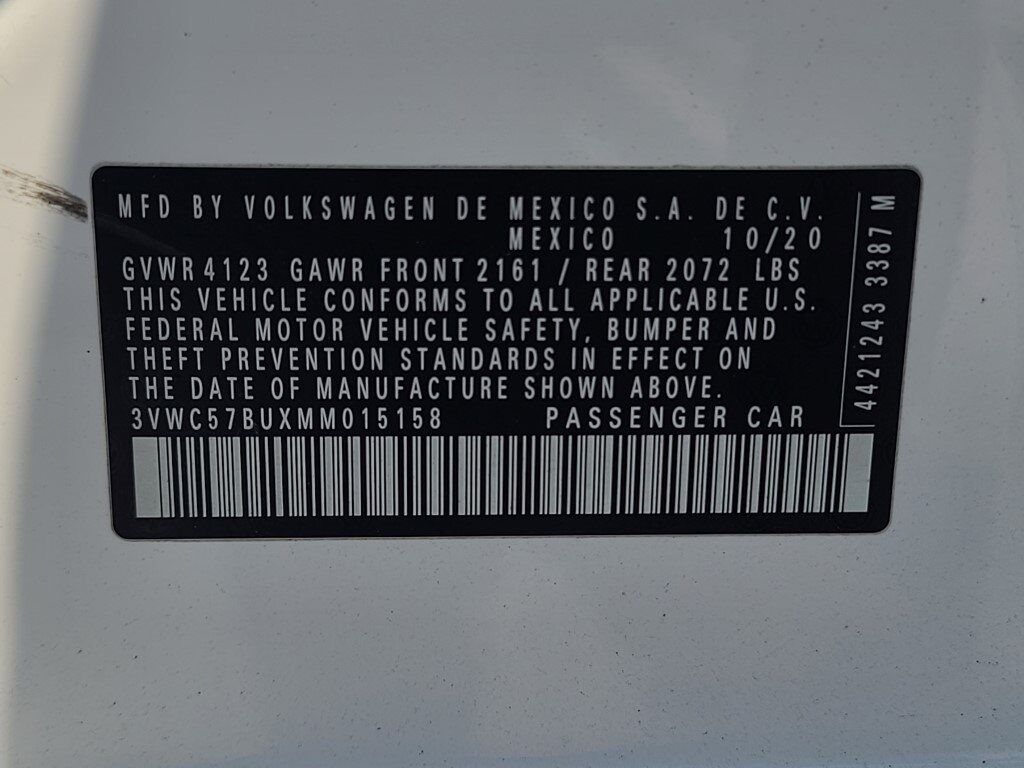 MFD BY VOLKSWAGEN DE MEXICO S.A. DE C.V.
MEXICO 10/20
GVWR 4123 GAWR FRONT 2161 / REAR 2072 LBS
THIS VEHICLE CONFORMS TO ALL APPLICABLE U.S.
FEDERAL MOTOR VEHICLE SAFETY, BUMPER AND
THEFT PREVENTION STANDARDS IN EFFECT ON
THE DATE OF MANUFACTURE SHOWN ABOVE.
3VWC57BUXMM015158 PASSENGER CAR
4421243 3387 M